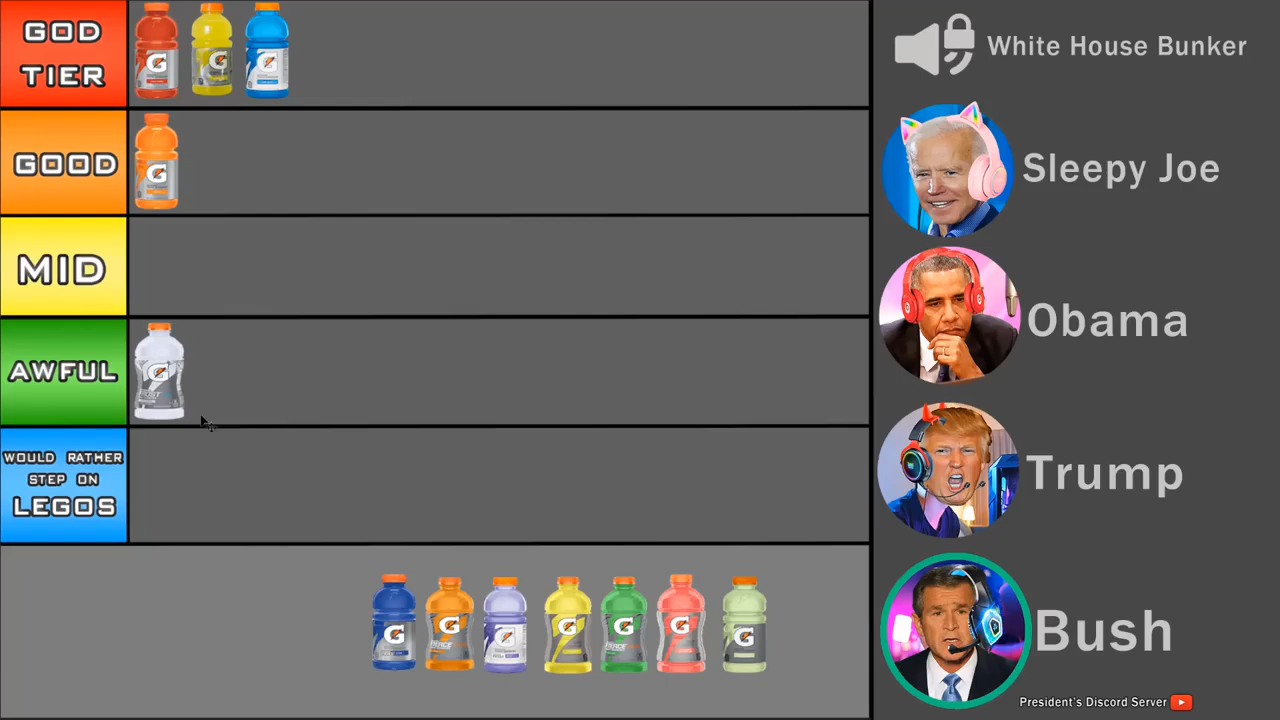 GOD
TIER
White House Bunker
GOOD
Sleepy Joe
MID
Obama
AWFUL
Trump
WOULD RATHER
STEP ON
LEGOS
Bush
President's Discord Server
G
G
G
G
G
G
G
G
G
G
G
G